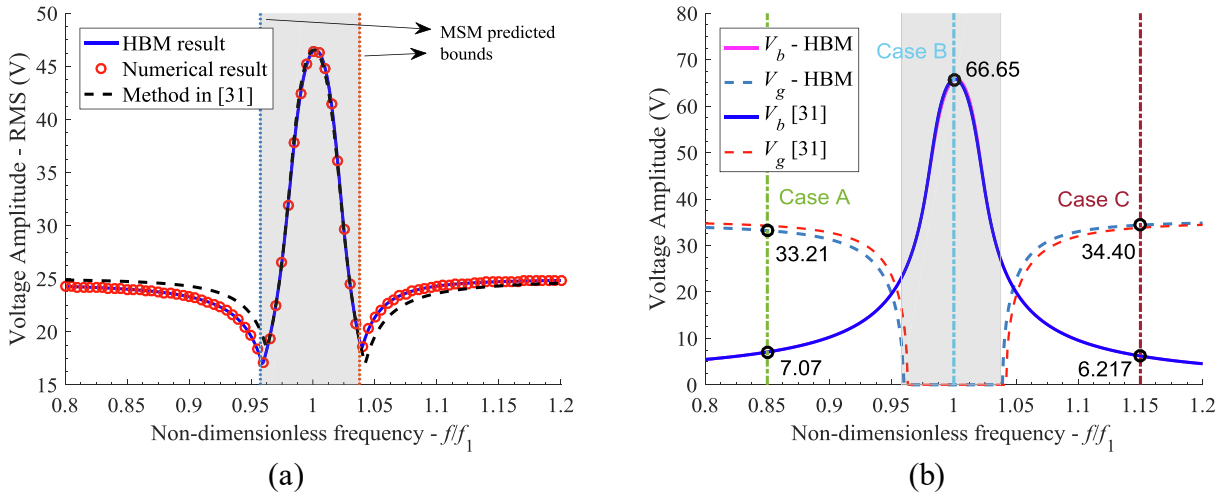 50
45
40
35
30
25
20
15
Voltage Amplitude - RMS (V)
HBM result
Numerical result
Method in [31]
MSM predicted
bounds
0.8
0.85
0.9
0.95
1
1.05
1.1
1.15
1.2
Non-dimensionless frequency - f/f1
(a)
80
70
60
50
40
30
20
10
0
Voltage Amplitude (V)
Vb - HBM
Vg - HBM
Vb [31]
Vg [31]
Case B
66.65
Case A
Case C
33.21
34.40
7.07
6.217
0.8
0.85
0.9
0.95
1
1.05
1.1
1.15
1.2
Non-dimensionless frequency - f/f1
(b)